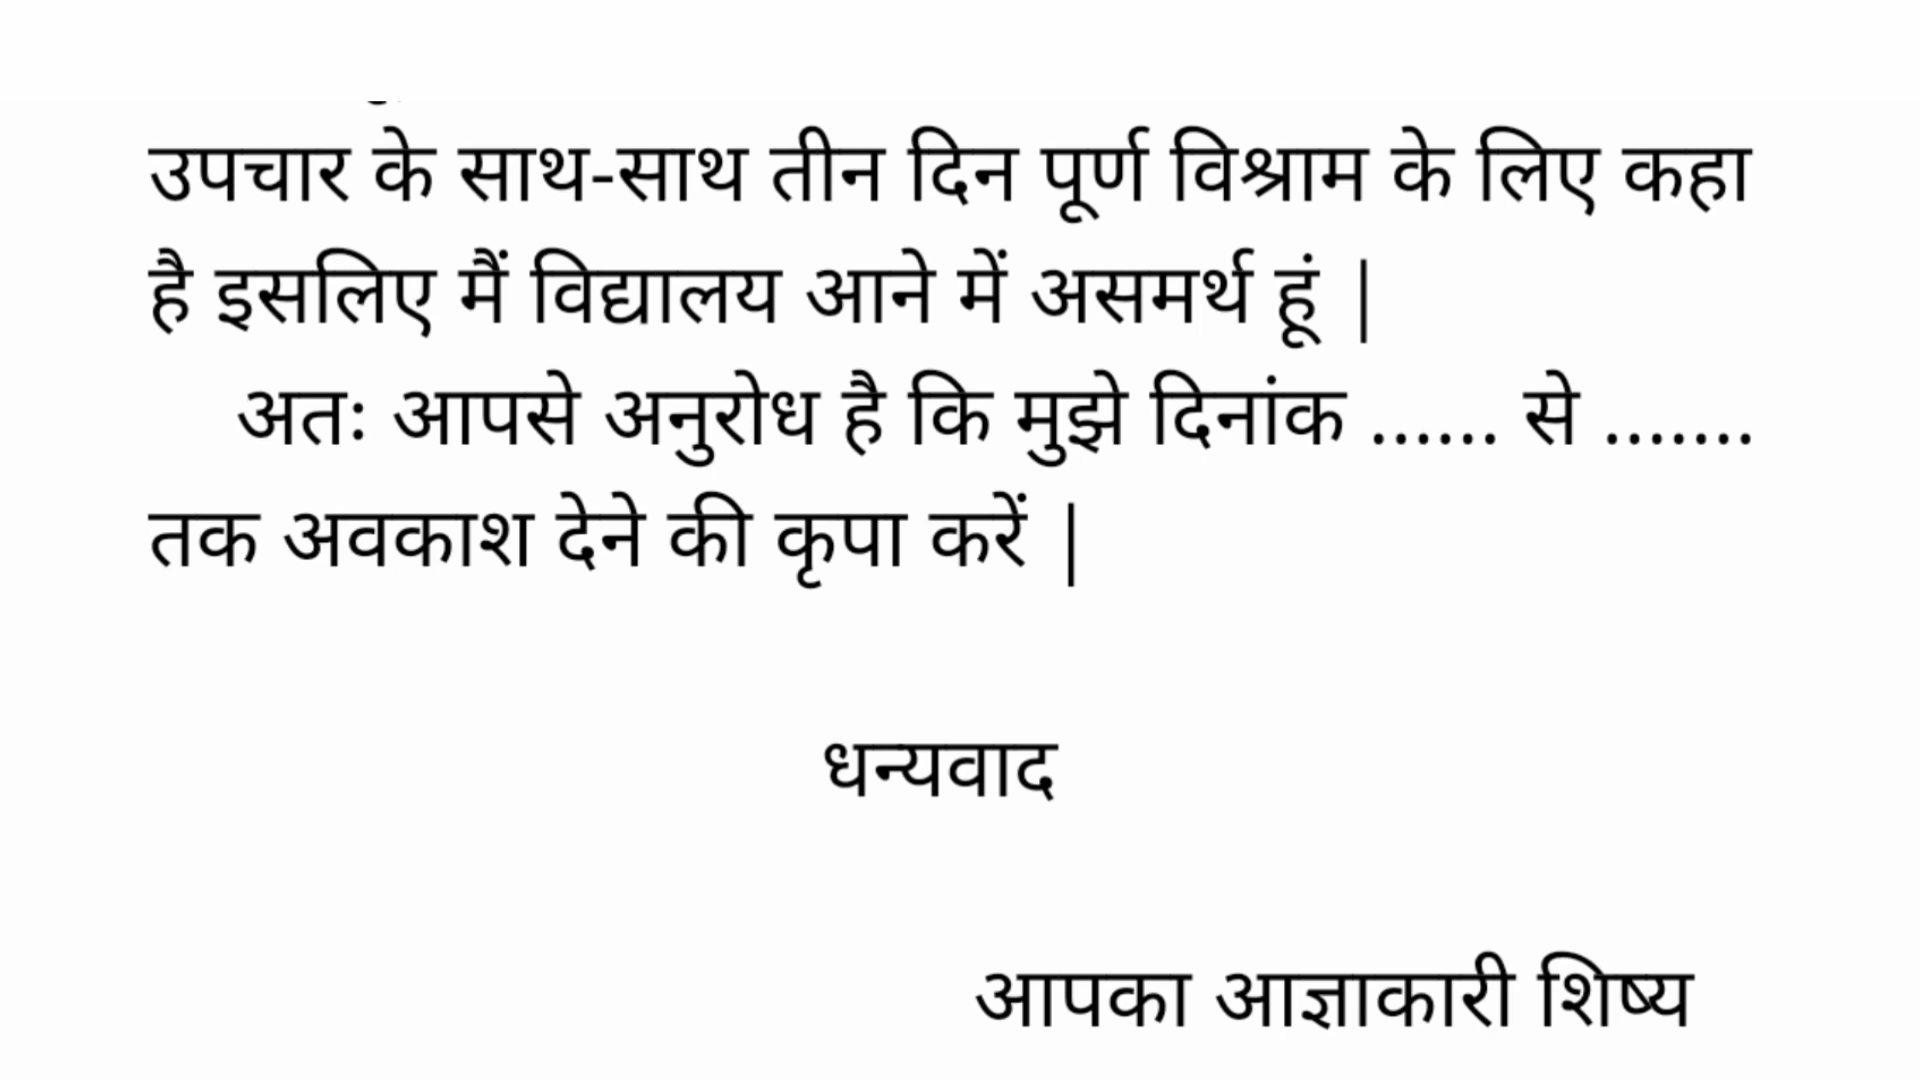 उपचार के साथ-साथ तीन दिन पूर्ण विश्राम के लिए कहा
है इसलिए मैं विद्यालय आने में असमर्थ हूं |
अतः आपसे अनुरोध है कि मुझे दिनांक ...... से .......
तक अवकाश देने की कृपा करें |
धन्यवाद
आपका आज्ञाकारी शिष्य